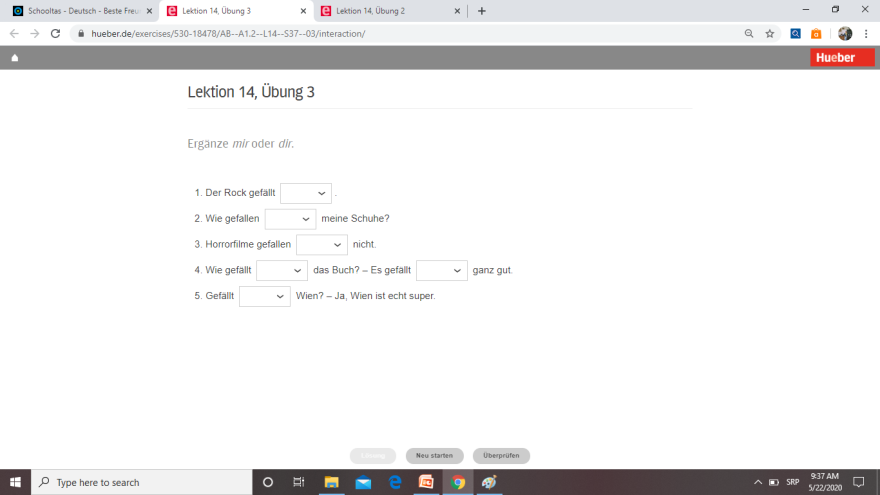 Schooltas - Deutsch - Beste Freu
Lektion 14, Übung 3
Lektion 14, Übung 2
hueber.de/exercises/530-18478/AB--A1.2--L14--S37--03/interaction/
Hueber
Lektion 14, Übung 3
Ergänze mir oder dir.
1. Der Rock gefällt .
2. Wie gefallen meine Schuhe?
3. Horrorfilme gefallen nicht.
4. Wie gefällt das Buch? – Es gefällt ganz gut.
5. Gefällt Wien? – Ja, Wien ist echt super.
Neu starten Überprüfen
Type here to search
SRP
9:37 AM
5/22/2020